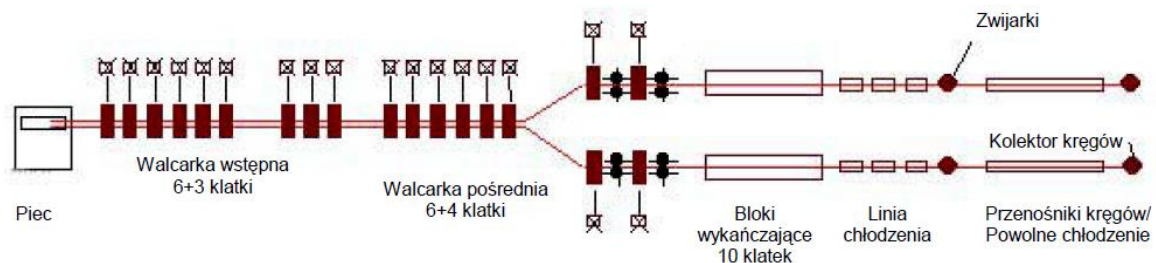 Zwijarki
Kolektor kręgów
Walcarka wstępna
6+3 klatki
Walcarka pośrednia
6+4 klatki
Piec
Bloki
wykańczające
10 klatek
Linia
chłodzenia
Przenośniki kręgów/
Powolne chłodzenie